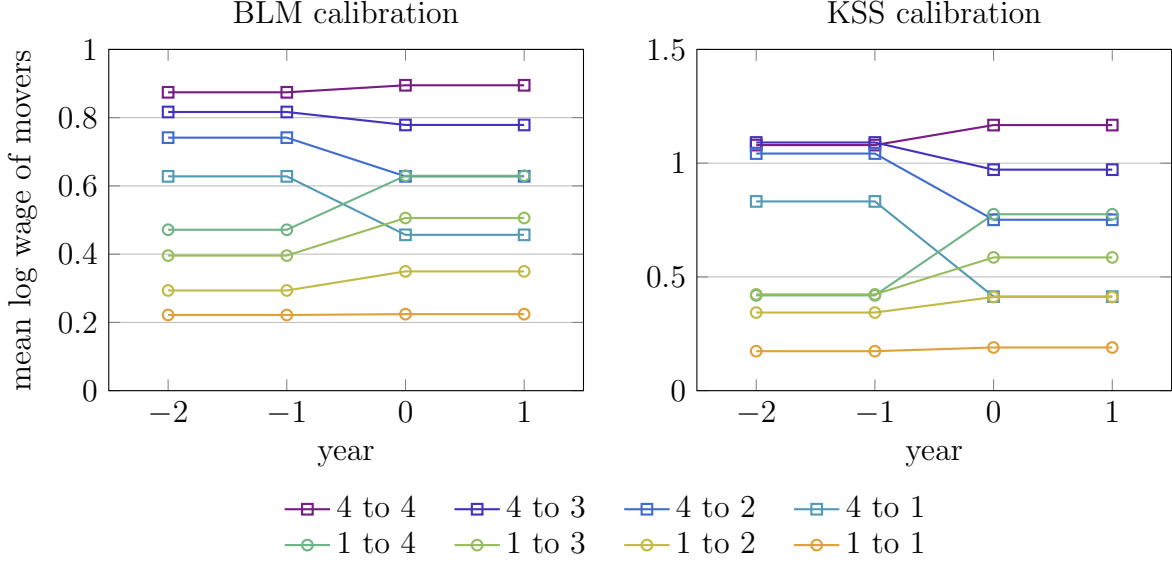 BLM calibration
KSS calibration
mean log wage of movers
1
0.8
0.6
0.4
0.2
0
−2 −1 0 1
year
1.5
1
0.5
0
−2 −1 0 1
year
4 to 4 4 to 3 4 to 2 4 to 1
1 to 4 1 to 3 1 to 2 1 to 1